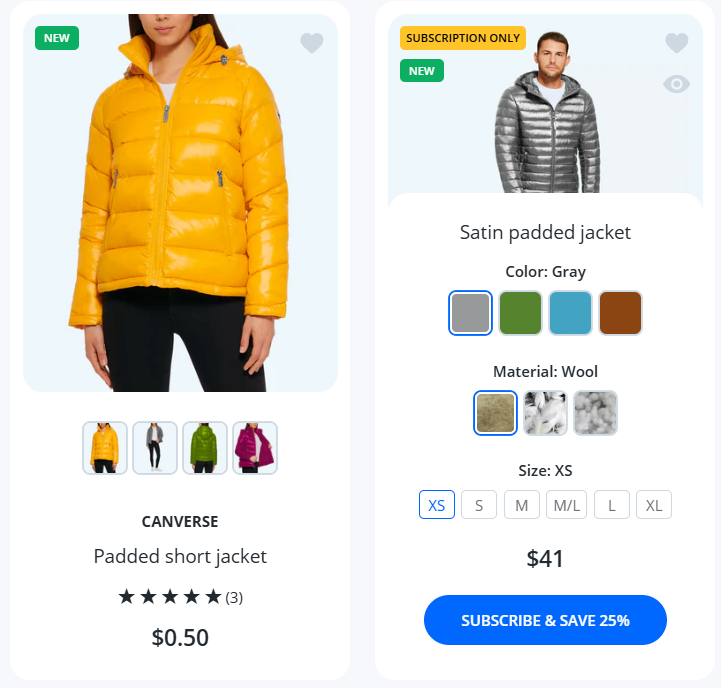 NEW
CANVERSE
Padded short jacket
(3)
$0.50
SUBSCRIPTION ONLY
NEW
Satin padded jacket
Color: Gray
Material: Wool
Size: XS
XS S M M/L L XL
$41
SUBSCRIBE & SAVE 25%